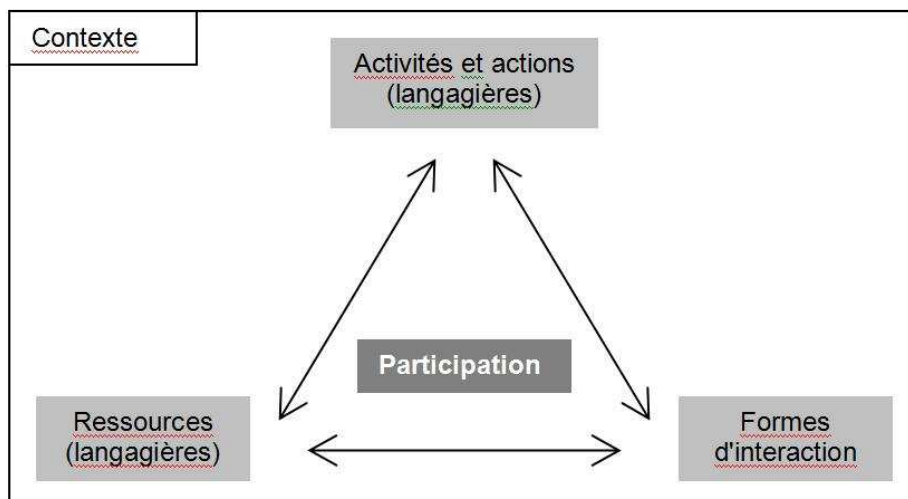 Contexte
Activités et actions
(langagières)
Participation
Ressources
(langagières)
Formes
d'interaction